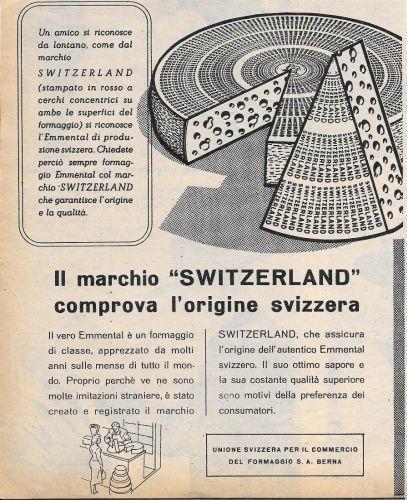 Un amico si riconosce
da lontano, come dal
marchio
SWITZERLAND
(stampato in rosso a
cerchi concentrici su
ambe le superfici del
formaggio) si riconosce
l'Emmental di produ-
zione svizzera. Chiedete
perciò sempre formag-
gio Emmental col mar-
chio SWITZERLAND
che garantisce l'origine
e la qualità.
Il marchio "SWITZERLAND"
comprova l'origine svizzera
Il vero Emmental è un formaggio
di classe, apprezzato da molti
anni sulle mense di tutto il mon-
do. Proprio perchè ve ne sono
molte imitazioni straniere, è stato
creato e registrato il marchio
SWITZERLAND, che assicura
l'origine dell'autentico Emmental
svizzero. Il suo ottimo sapore e
la sua costante qualità superiore
sono motivi della preferenza dei
consumatori.
UNIONE SVIZZERA PER IL COMMERCIO
DEL FORMAGGIO S. A. BERNA